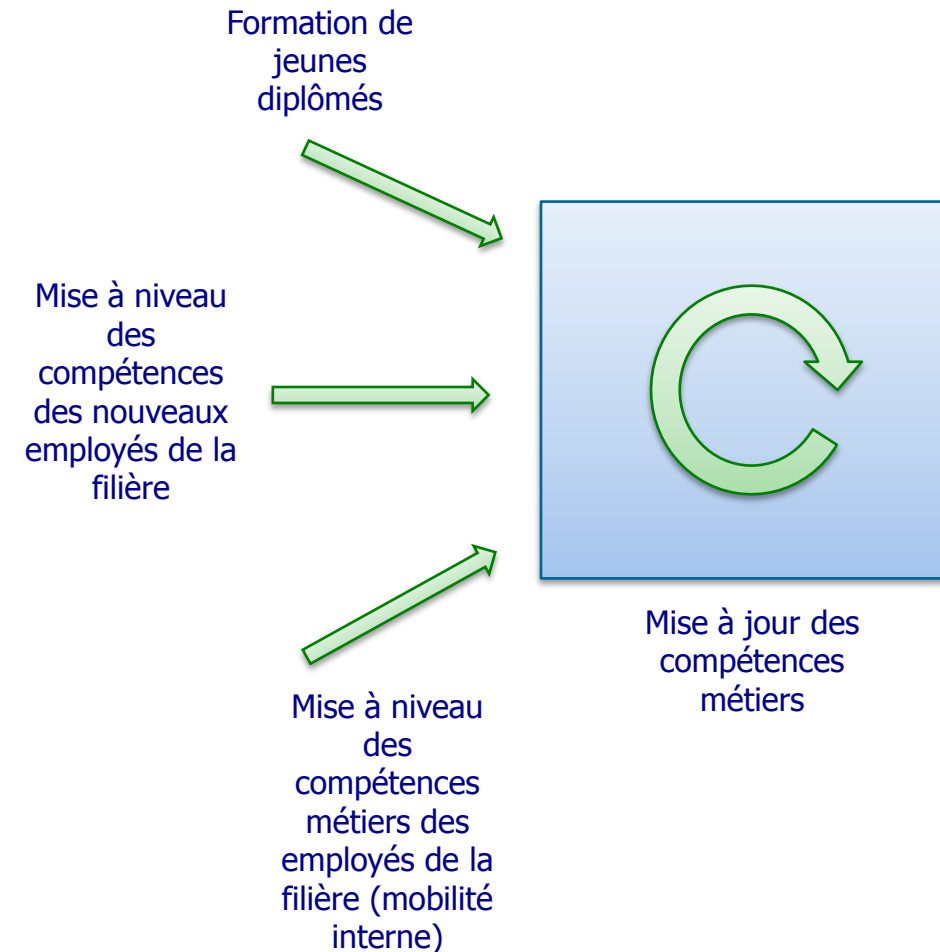 Formation de
jeunes
diplômés
Mise à niveau
des
compétences
des nouveaux
employés de la
filière
Mise à jour des
compétences
métiers
Mise à niveau
des
compétences
métiers des
employés de la
filière (mobilité
interne)